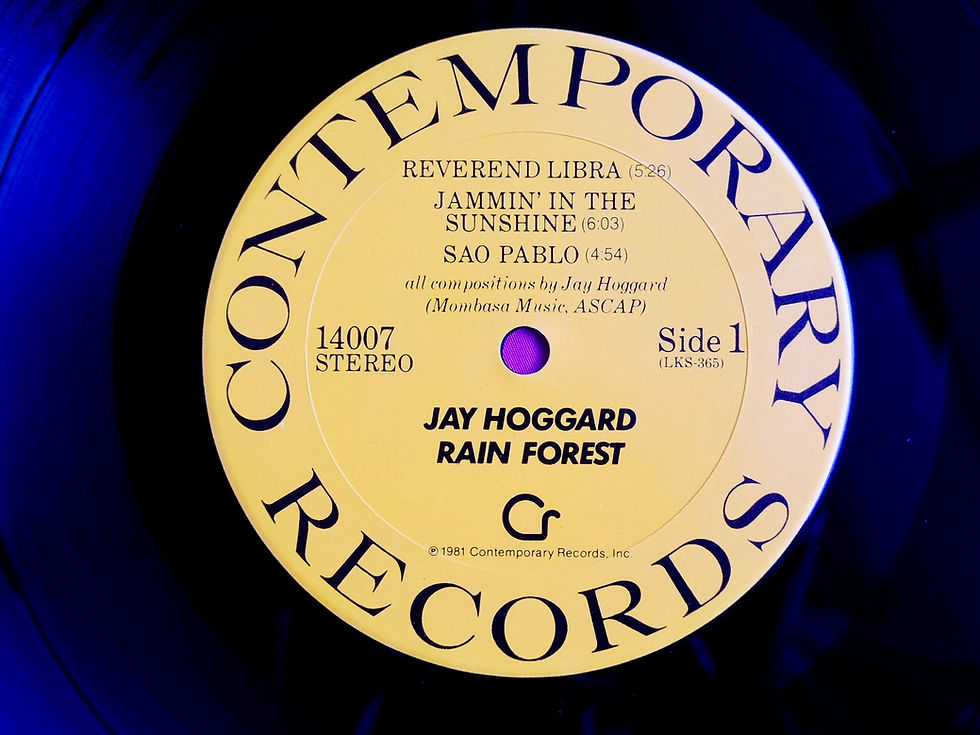 CONTEMPORARY
REVEREND LIBRA (5:26)
JAMMIN' IN THE
SUNSHINE (6:03)
SAO PABLO (4:54)
all compositions by Jay Hoggard
(Mombasa Music, ASCAP)
14007
STEREO
Side 1
(LKS-365)
JAY HOGGARD
RAIN FOREST
Cr
℗ 1981 Contemporary Records, Inc.
RECORDS